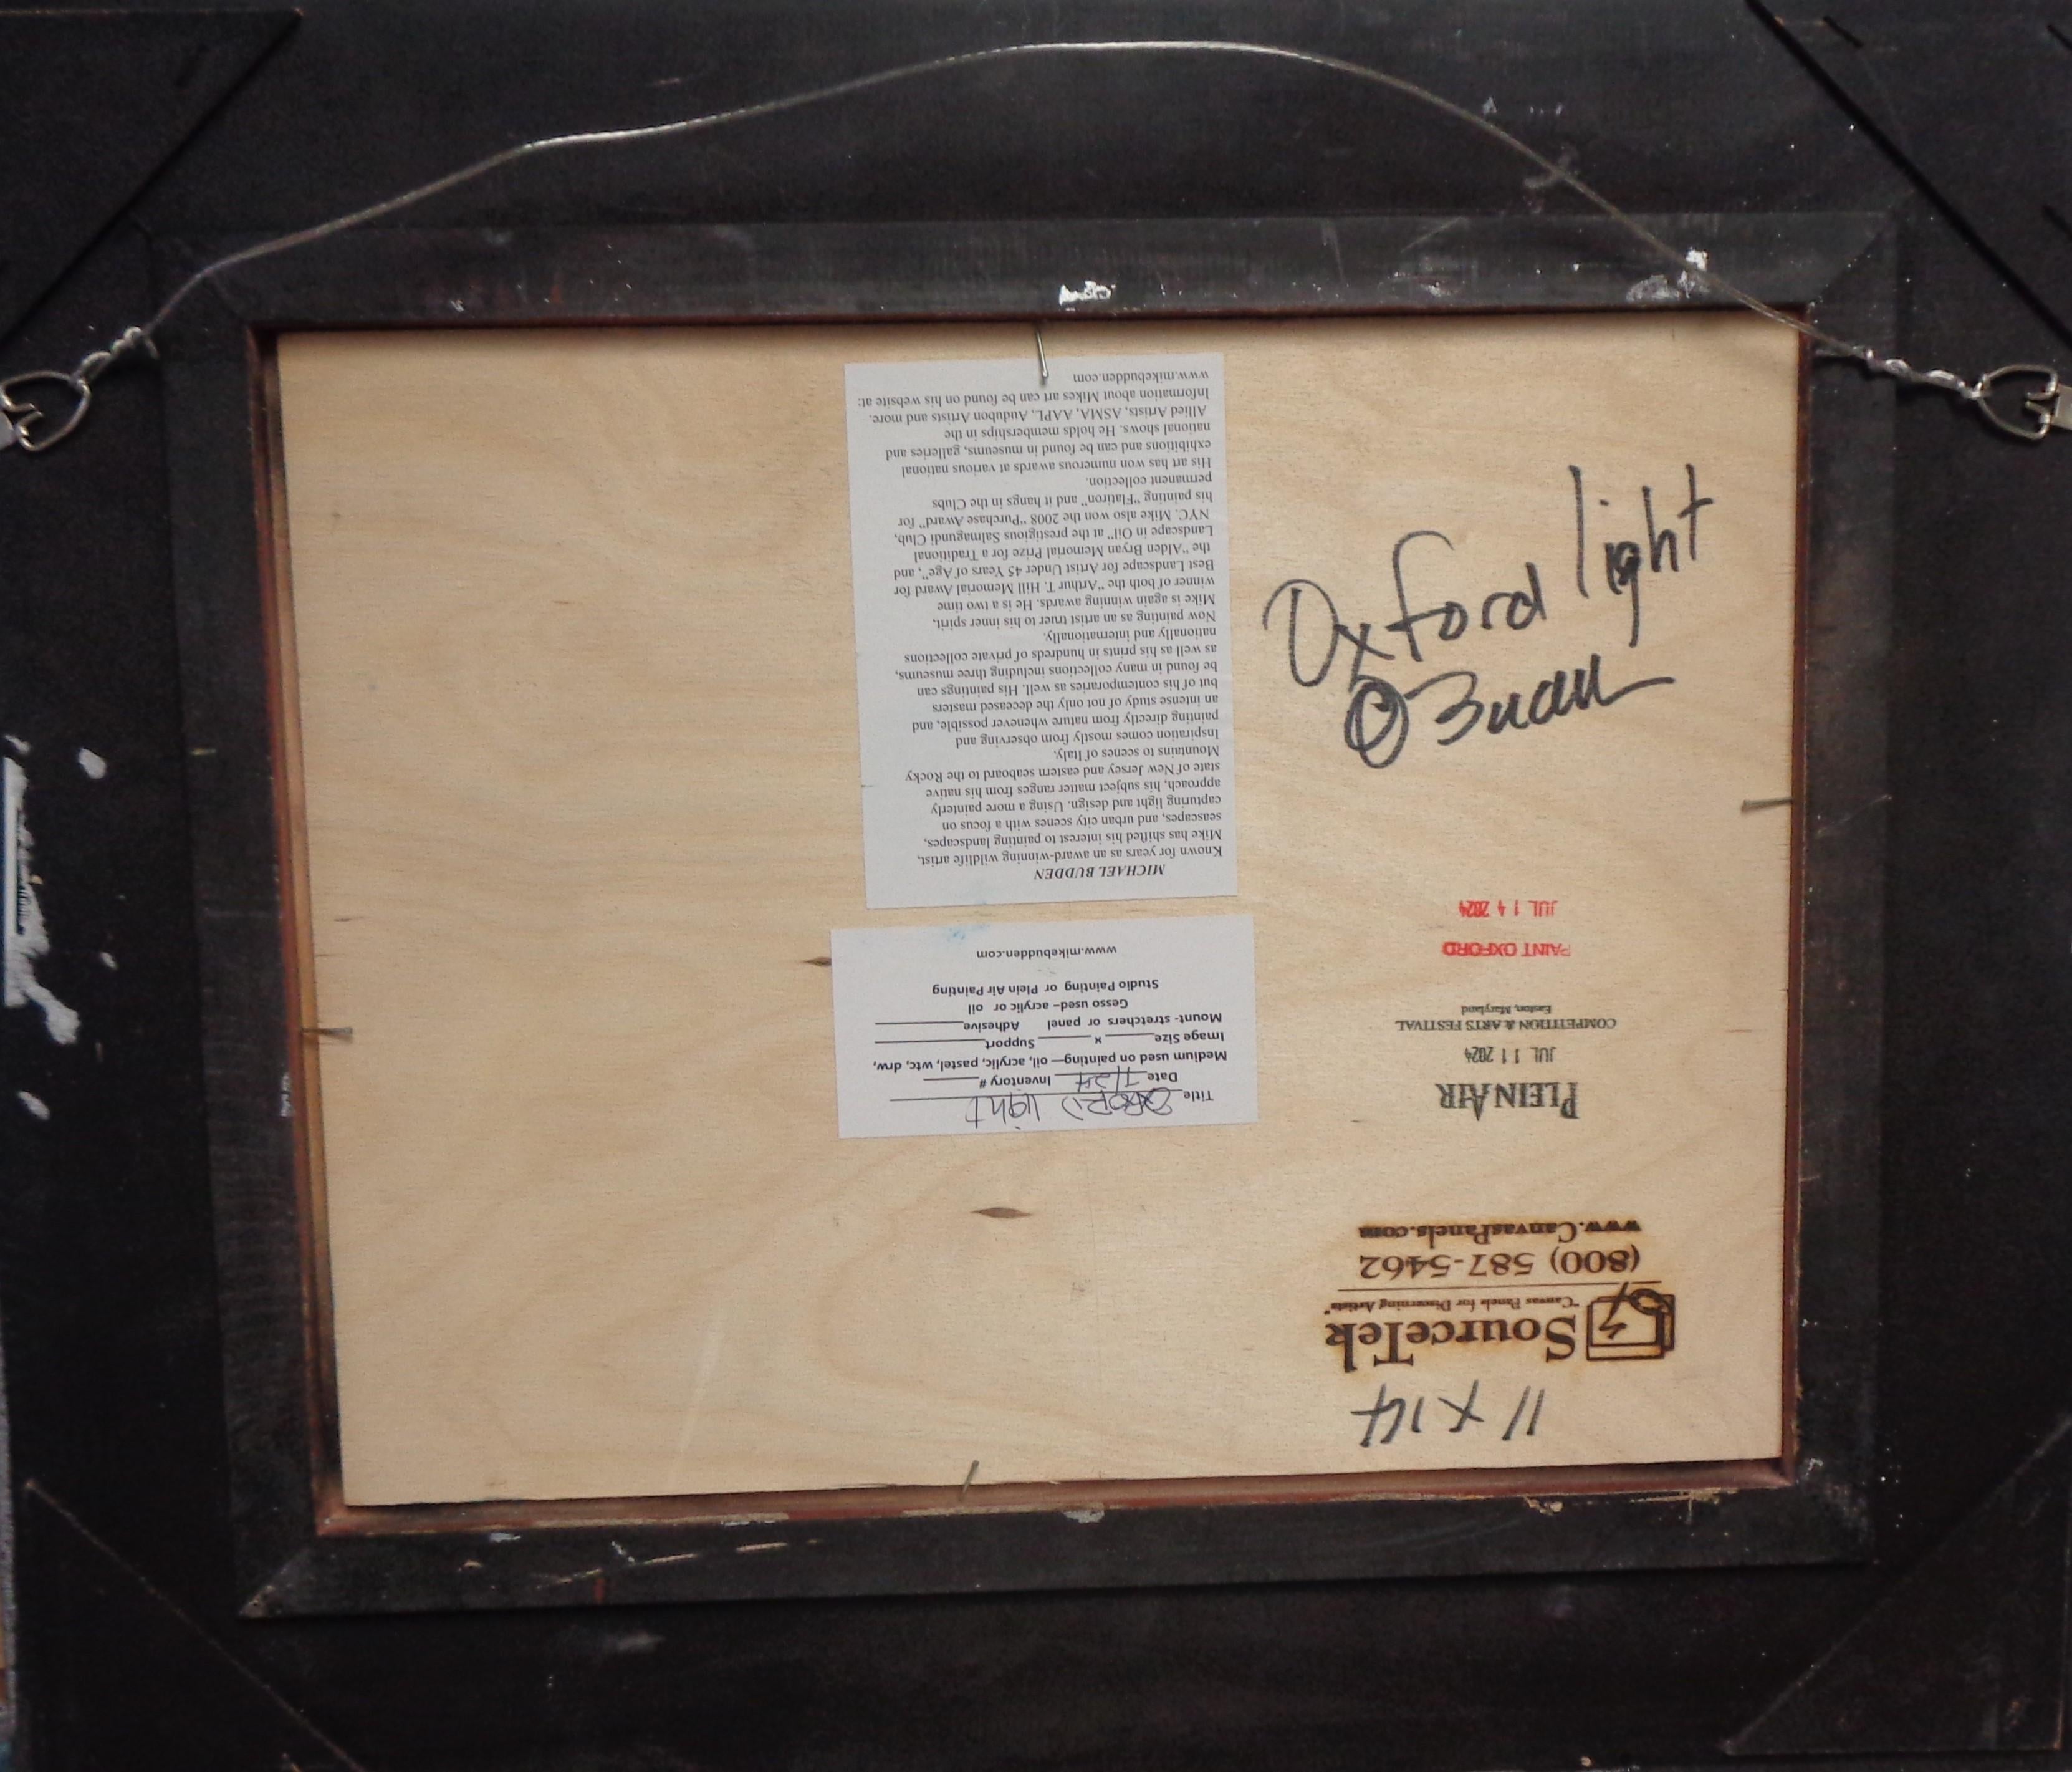 Oxford light
© Budden
MICHAEL BUDDEN
Known for years as an award-winning wildlife artist,
Mike has shifted his interest to painting landscapes,
seascapes, and urban city scenes with a focus on
capturing light and design. Using a more painterly
approach, his subject matter ranges from his native
state of New Jersey and eastern seaboard to the Rocky
Mountains to scenes of Italy.
Inspiration comes mostly from observing and
painting directly from nature whenever possible, and
an intense study of not only the deceased masters
but of his contemporaries as well. His paintings can
be found in many collections including three museums,
as well as his prints in hundreds of private collections
nationally and internationally.
Now painting as an artist truer to his inner spirit,
Mike is again winning awards. He is a two time
winner of both the "Arthur T. Hill Memorial Award for
Best Landscape for Artist Under 45 Years of Age", and
the "Alden Bryan Memorial Prize for a Traditional
Landscape in Oil" at the prestigious Salmagundi Club,
NYC. Mike also won the 2008 "Purchase Award" for
his painting "Flatiron" and it hangs in the Clubs
permanent collection.
His art has won numerous awards at various national
exhibitions and can be found in museums, galleries and
national shows. He holds memberships in the
Allied Artists, ASMA, AAPL, Audubon Artists and more.
Information about Mikes art can be found on his website at:
www.mikebudden.com
Title OXFORD Light
Date 7/24 Inventory #
Medium used on painting—oil, acrylic, pastel, wtc, drw,
Image Size x Support
Mount- stretchers or panel Adhesive
Gesso used– acrylic or oil
Studio Painting or Plein Air Painting
www.mikebudden.com
11 x 14
SourceTek
"Canvas Panels for Discerning Artists"
(800) 587-5462
www.CanvasPanels.com
PLEIN AIR
JUL 11 2024
COMPETITION & ARTS FESTIVAL
Easton, Maryland
PAINT OXFORD
JUL 14 2024